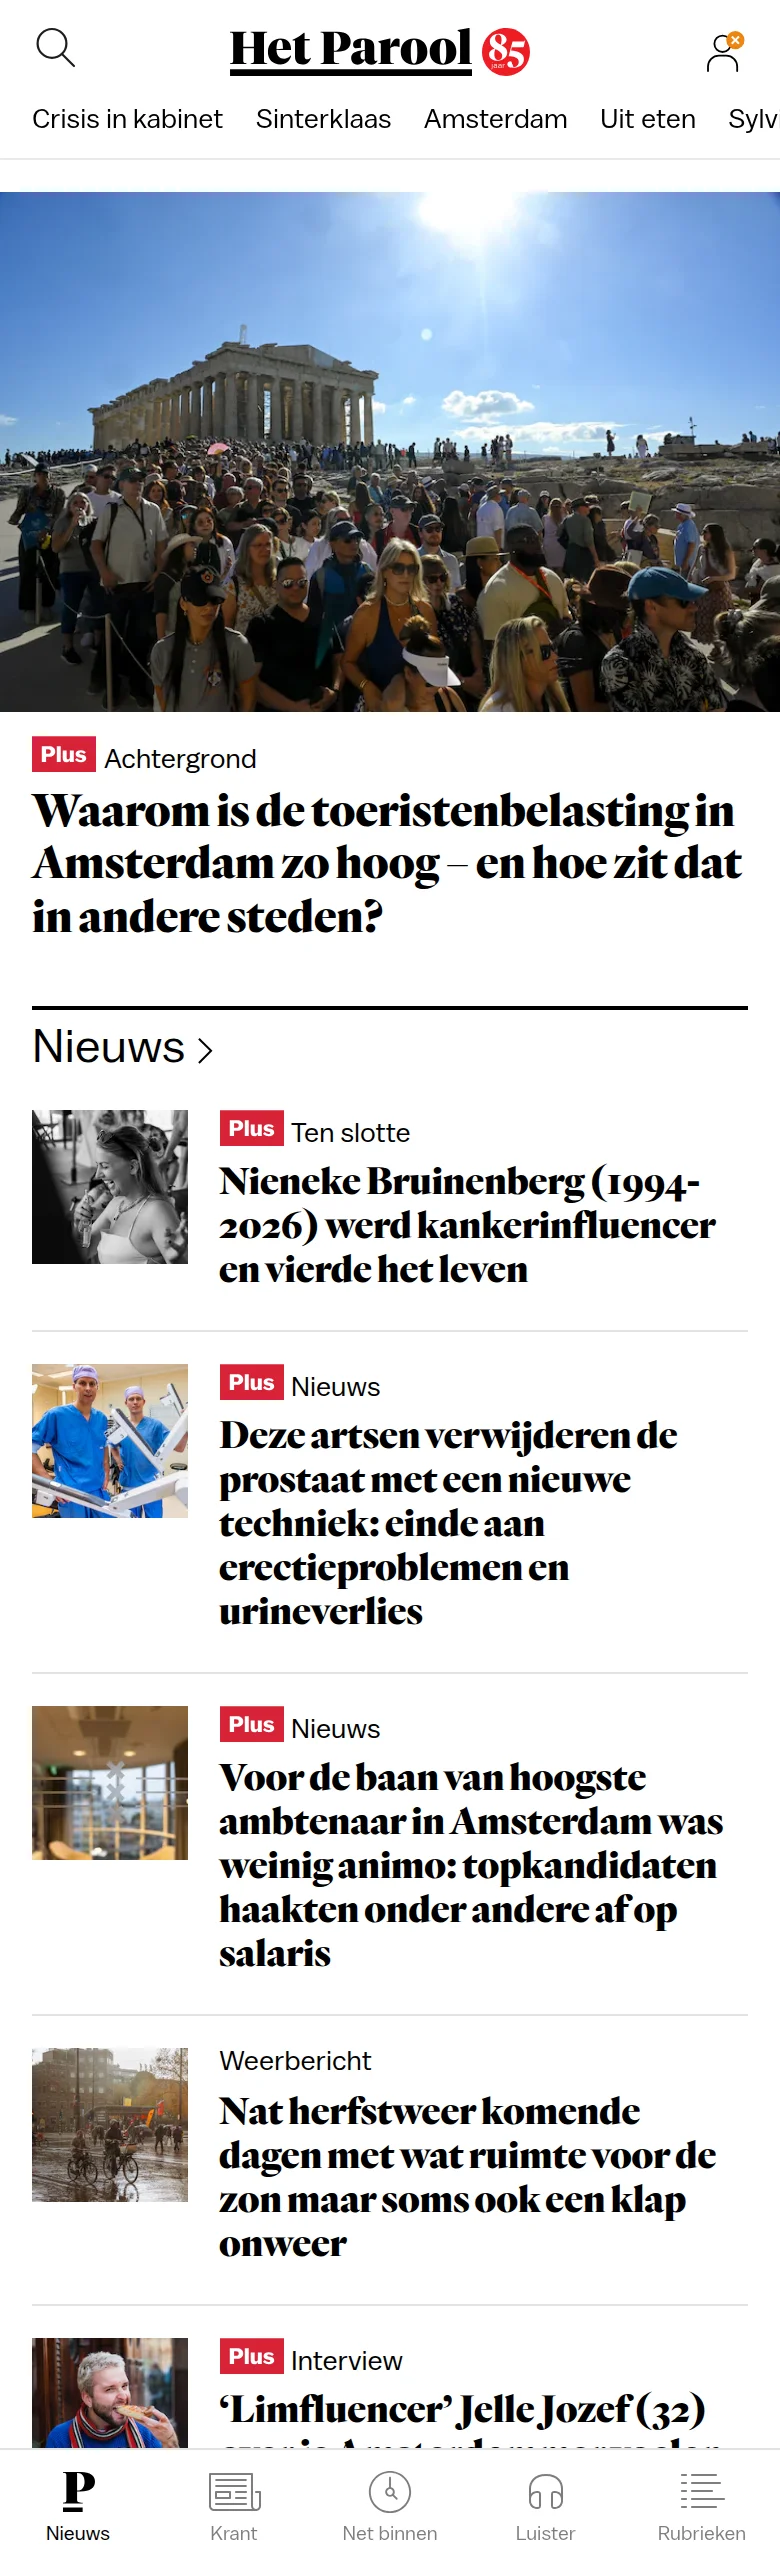 Het Parool 85 jaar
Crisis in kabinet Sinterklaas Amsterdam Uit eten Sylvi
Plus Achtergrond
Waarom is de toeristenbelasting in
Amsterdam zo hoog – en hoe zit dat
in andere steden?
Nieuws
Plus Ten slotte
Nieneke Bruinenberg (1994-
2026) werd kankerinfluencer
en vierde het leven
Plus Nieuws
Deze artsen verwijderen de
prostaat met een nieuwe
techniek: einde aan
erectieproblemen en
urineverlies
Plus Nieuws
Voor de baan van hoogste
ambtenaar in Amsterdam was
weinig animo: topkandidaten
haakten onder andere af op
salaris
Weerbericht
Nat herfstweer komende
dagen met wat ruimte voor de
zon maar soms ook een klap
onweer
Plus Interview
‘Limfluencer’ Jelle Jozef (32)
P
Nieuws Krant Net binnen Luister Rubrieken